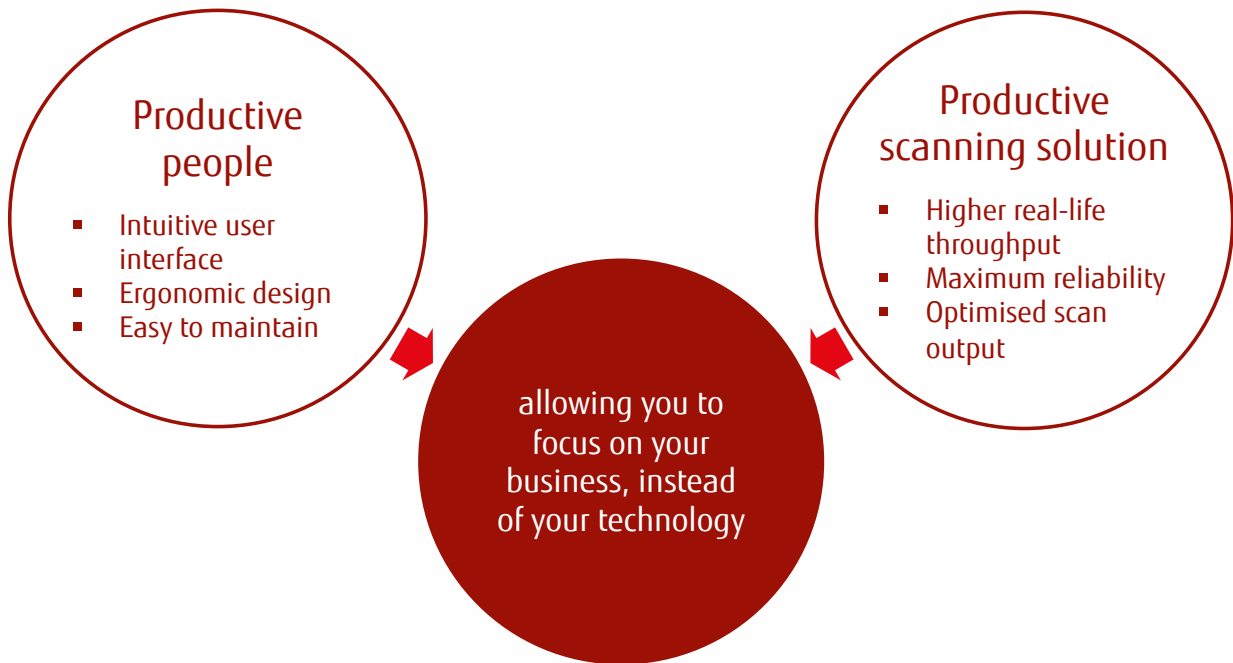 Productive
people
▪ Intuitive user
interface
▪ Ergonomic design
▪ Easy to maintain
Productive
scanning solution
▪ Higher real-life
throughput
▪ Maximum reliability
▪ Optimised scan
output
allowing you to
focus on your
business, instead
of your technology